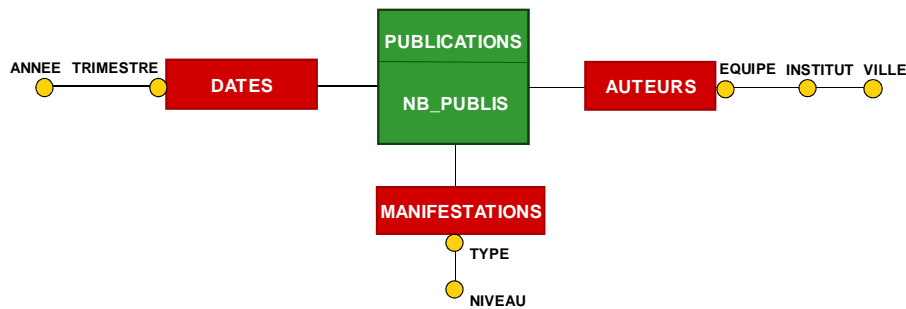 PUBLICATIONS
NB_PUBLIS
ANNEE TRIMESTRE
DATES
AUTEURS
EQUIPE INSTITUT VILLE
MANIFESTATIONS
TYPE
NIVEAU